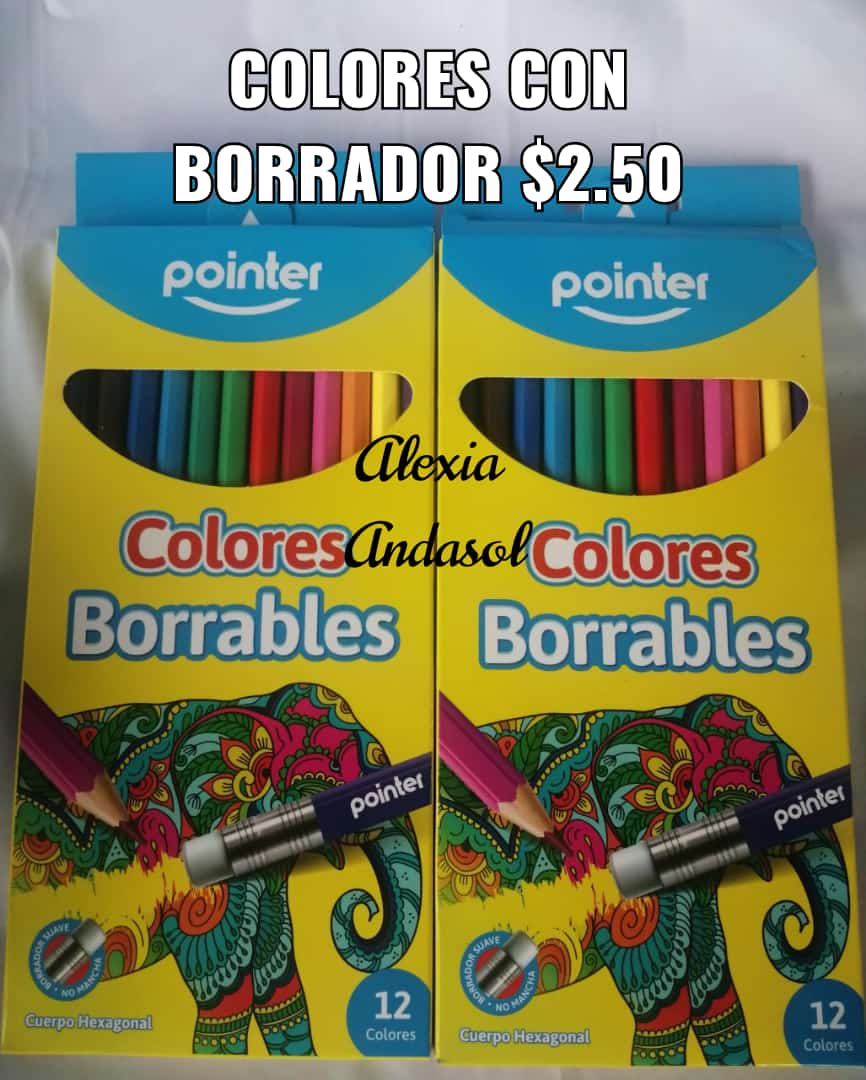 COLORES CON
BORRADOR $2.50
pointer
pointer
Alexia
Andasol
Colores
Borrables
Colores
Borrables
pointer
pointer
BORRADOR SUAVE • NO MANCHA
BORRADOR SUAVE • NO MANCHA
Cuerpo Hexagonal
12
Colores
Cuerpo Hexagonal
12
Colores